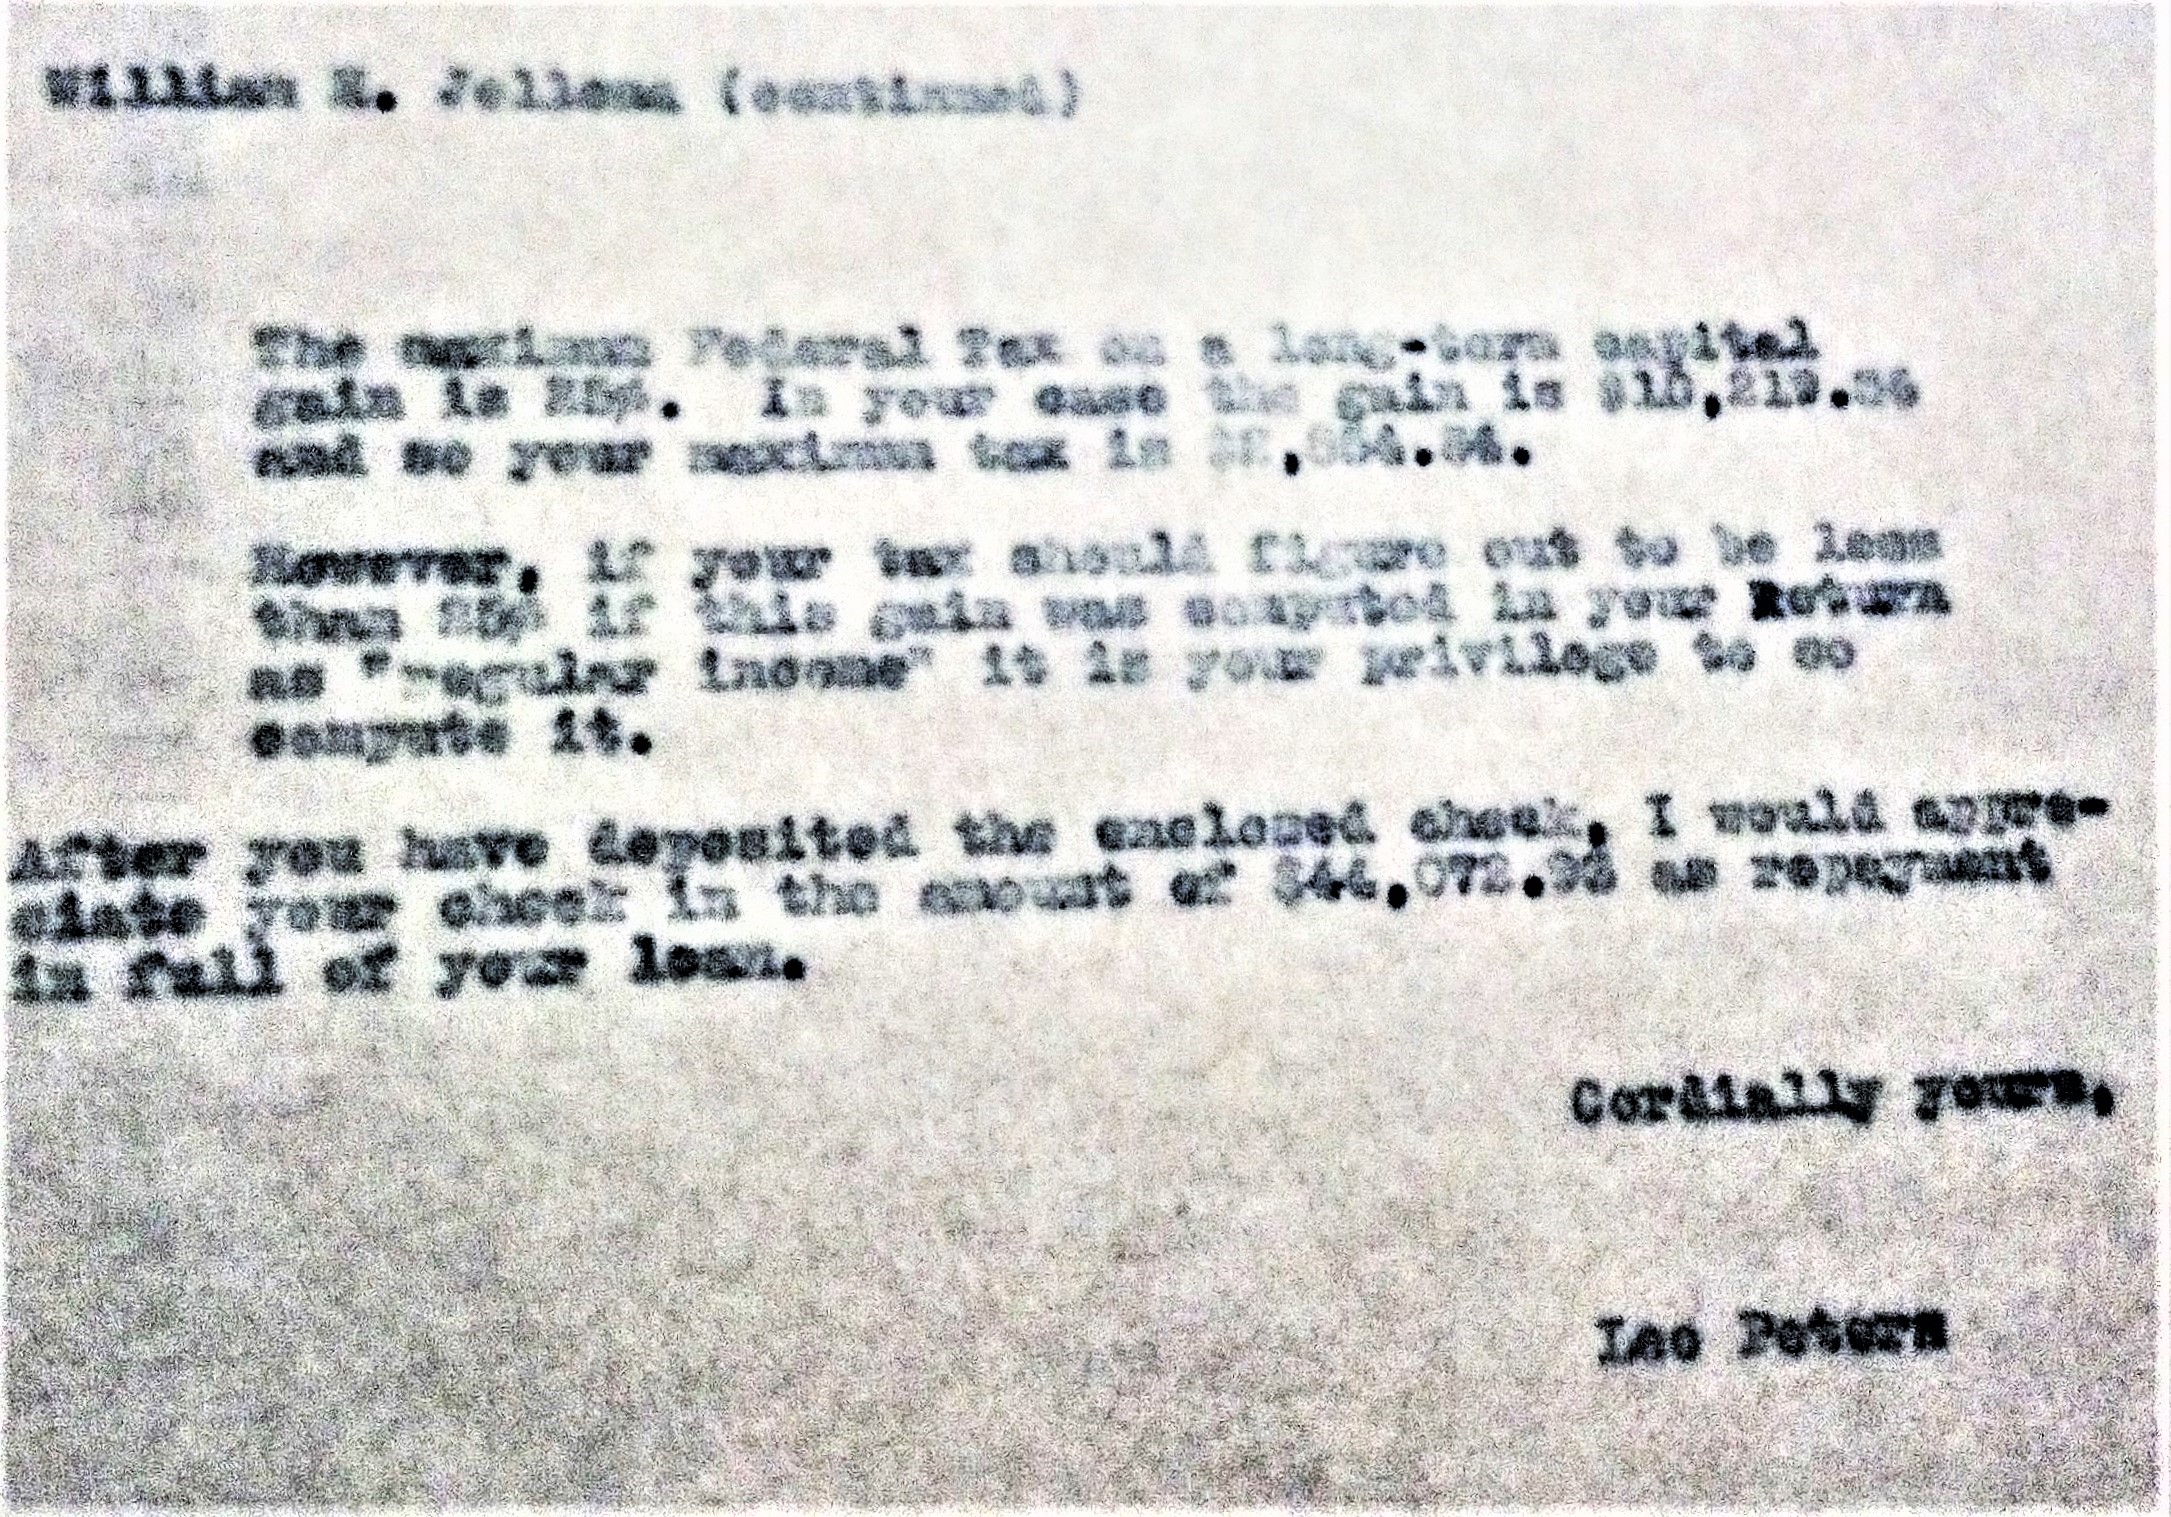 William H. Jellema (continued)
The maximum Federal Tax on a long-term capital
gain is 25%. In your case the gain is $10,219.36
and so your maximum tax is $2,554.84.
However, if your tax should figure out to be less
than 25% if this gain was computed in your Return
as "regular income" it is your privilege to so
compute it.
After you have deposited the enclosed check, I would appre-
ciate your check in the amount of as repayment
in full of your loan.
Cordially yours,
Leo Peters